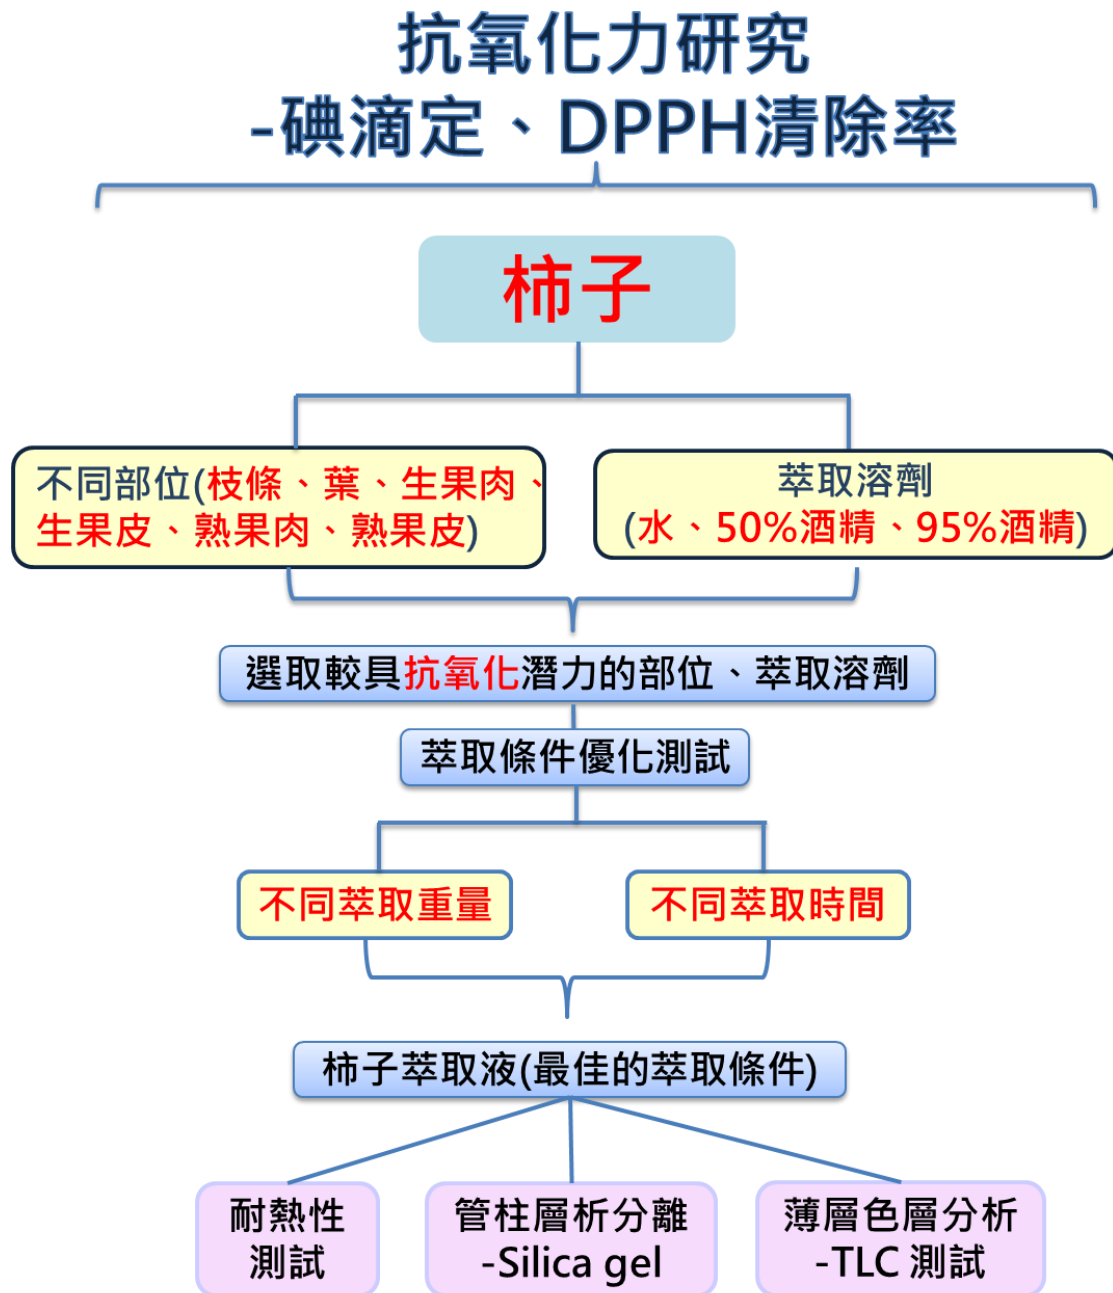 抗氧化力研究
-碘滴定、DPPH清除率
柿子
不同部位(枝條、葉、生果肉、
生果皮、熟果肉、熟果皮)
萃取溶劑
(水、50%酒精、95%酒精)
選取較具抗氧化潛力的部位、萃取溶劑
萃取條件優化測試
不同萃取重量
不同萃取時間
柿子萃取液(最佳的萃取條件)
耐熱性
測試
管柱層析分離
-Silica gel
薄層色層分析
-TLC 測試